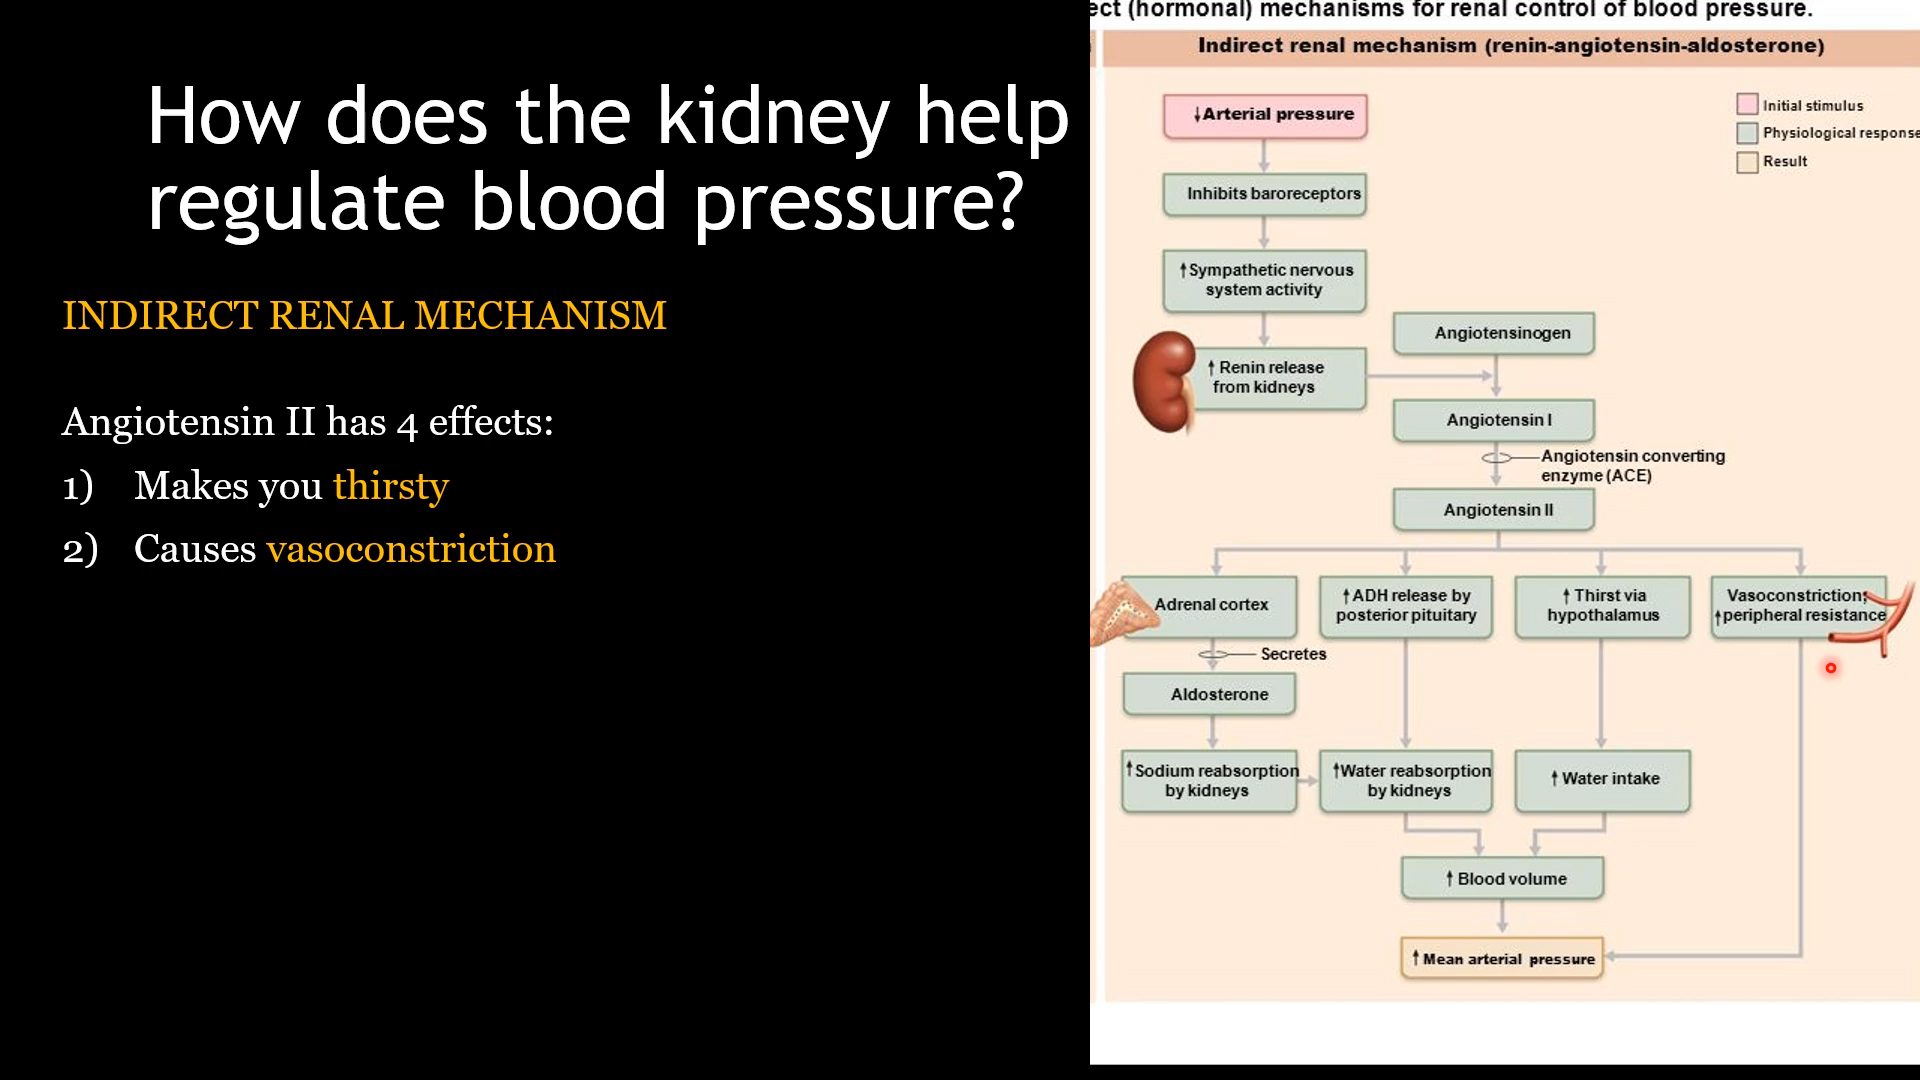 How does the kidney help
regulate blood pressure?
INDIRECT RENAL MECHANISM
Angiotensin II has 4 effects:
1) Makes you thirsty
2) Causes vasoconstriction
(hormonal) mechanisms for renal control of blood pressure.
Indirect renal mechanism (renin-angiotensin-aldosterone)
Initial stimulus
Physiological response
Result
↓Arterial pressure
Inhibits baroreceptors
↑Sympathetic nervous
system activity
↑ Renin release
from kidneys
Angiotensinogen
Angiotensin I
Angiotensin converting
enzyme (ACE)
Angiotensin II
Adrenal cortex
↑ADH release by
posterior pituitary
↑ Thirst via
hypothalamus
Vasoconstriction;
↑peripheral resistance
Secretes
Aldosterone
↑Sodium reabsorption
by kidneys
↑Water reabsorption
by kidneys
↑ Water intake
↑ Blood volume
↑ Mean arterial pressure